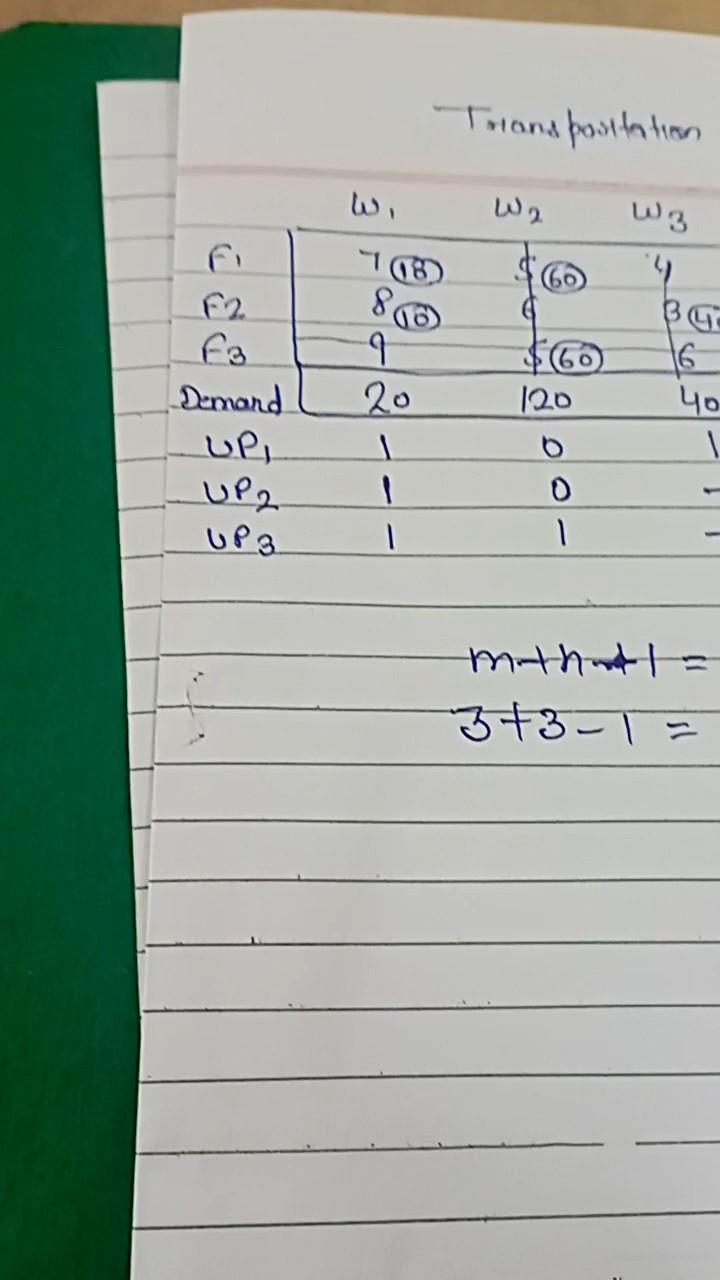 Transportation
W1 W2 W3
F1 7 (18) 5 (60) 4
F2 8 (10) 3
F3 9 5 (60) 6
Demand 20 120 40
UP1 1 0 1
UP2 1 0 -
UP3 1 1 -
m+n-1 =
3+3-1 =